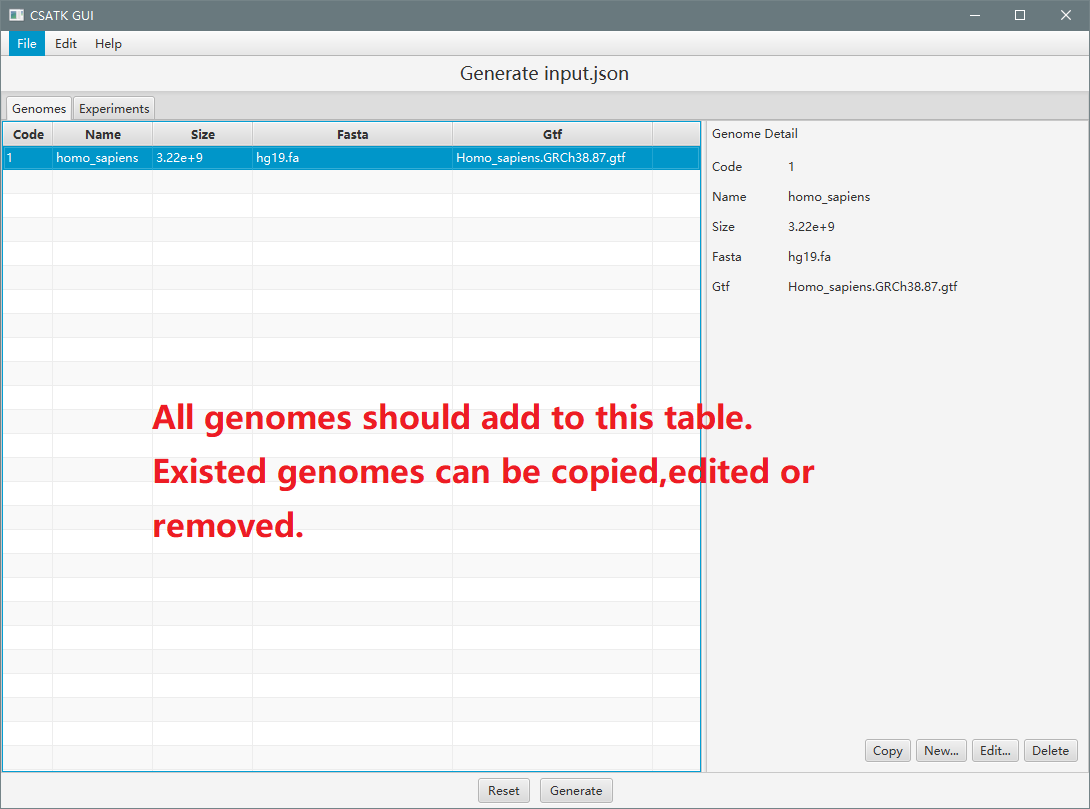 CSATK GUI
File Edit Help
Generate input.json
Genomes Experiments
Code Name Size Fasta Gtf
1 homo_sapiens 3.22e+9 hg19.fa Homo_sapiens.GRCh38.87.gtf
Genome Detail
Code 1
Name homo_sapiens
Size 3.22e+9
Fasta hg19.fa
Gtf Homo_sapiens.GRCh38.87.gtf
All genomes should add to this table.
Existed genomes can be copied,edited or
removed.
Copy New... Edit... Delete
Reset Generate